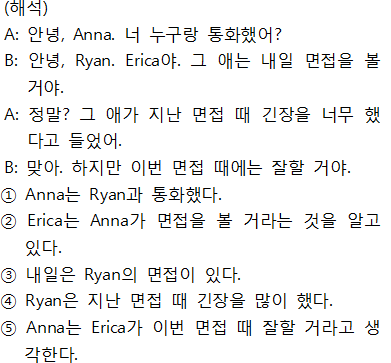 (해석)
A: 안녕, Anna. 너 누구랑 통화했어?
B: 안녕, Ryan. Erica야. 그 애는 내일 면접을 볼
거야.
A: 정말? 그 애가 지난 면접 때 긴장을 너무 했
다고 들었어.
B: 맞아. 하지만 이번 면접 때에는 잘할 거야.
① Anna는 Ryan과 통화했다.
② Erica는 Anna가 면접을 볼 거라는 것을 알고
있다.
③ 내일은 Ryan의 면접이 있다.
④ Ryan은 지난 면접 때 긴장을 많이 했다.
⑤ Anna는 Erica가 이번 면접 때 잘할 거라고 생
각한다.